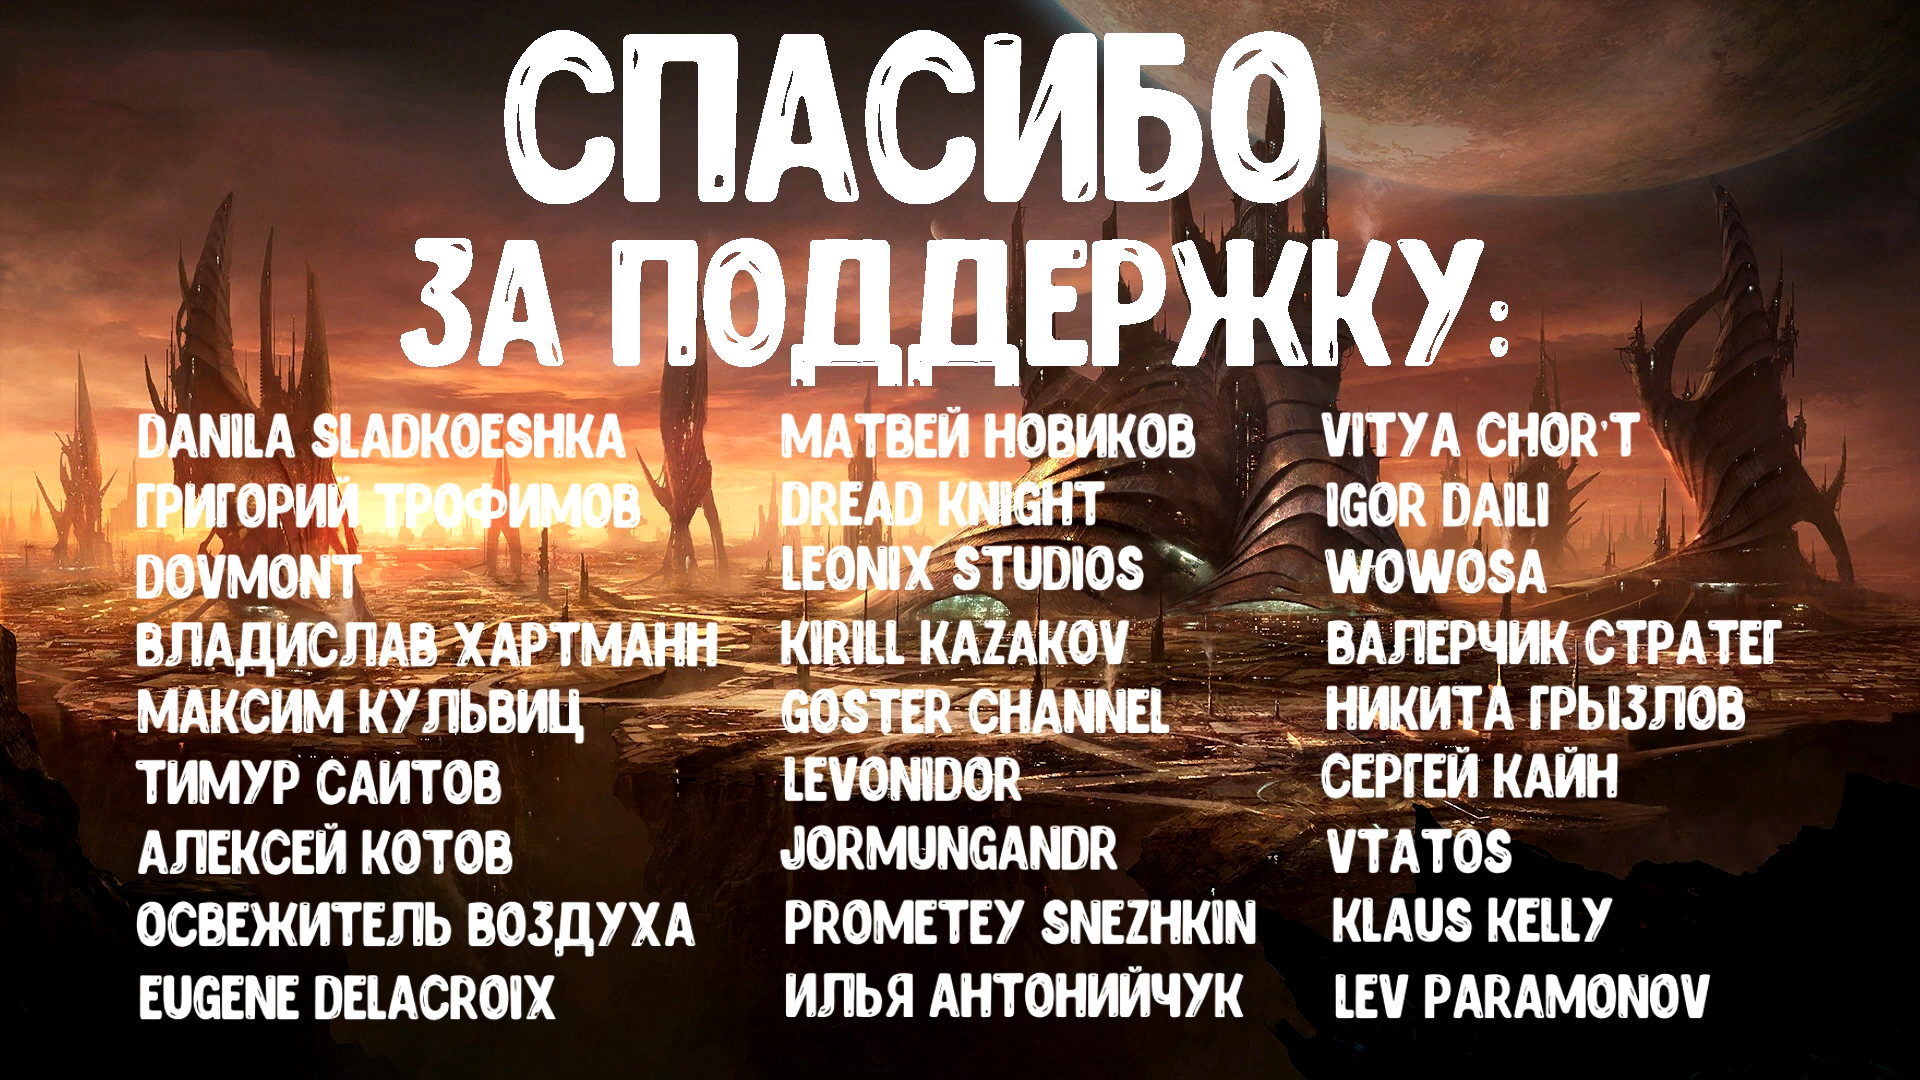 СПАСИБО
ЗА ПОДДЕРЖКУ:
DANILA SLADKOESHKA
ГРИГОРИЙ ТРОФИМОВ
DOVMONT
ВЛАДИСЛАВ ХАРТМАНН
МАКСИМ КУЛЬВИЦ
ТИМУР САИТОВ
АЛЕКСЕЙ КОТОВ
ОСВЕЖИТЕЛЬ ВОЗДУХА
EUGENE DELACROIX
МАТВЕЙ НОВИКОВ
DREAD KNIGHT
LEONIX STUDIOS
KIRILL KAZAKOV
GOSTER CHANNEL
LEVONIDOR
JORMUNGANDR
PROMETEY SNEZHKIN
ИЛЬЯ АНТОНИЙЧУК
VITYA CHOR'T
IGOR DAILI
WOWOSA
ВАЛЕРЧИК СТРАТЕГ
НИКИТА ГРЫЗЛОВ
СЕРГЕЙ КАЙН
VTATOS
KLAUS KELLY
LEV PARAMONOV